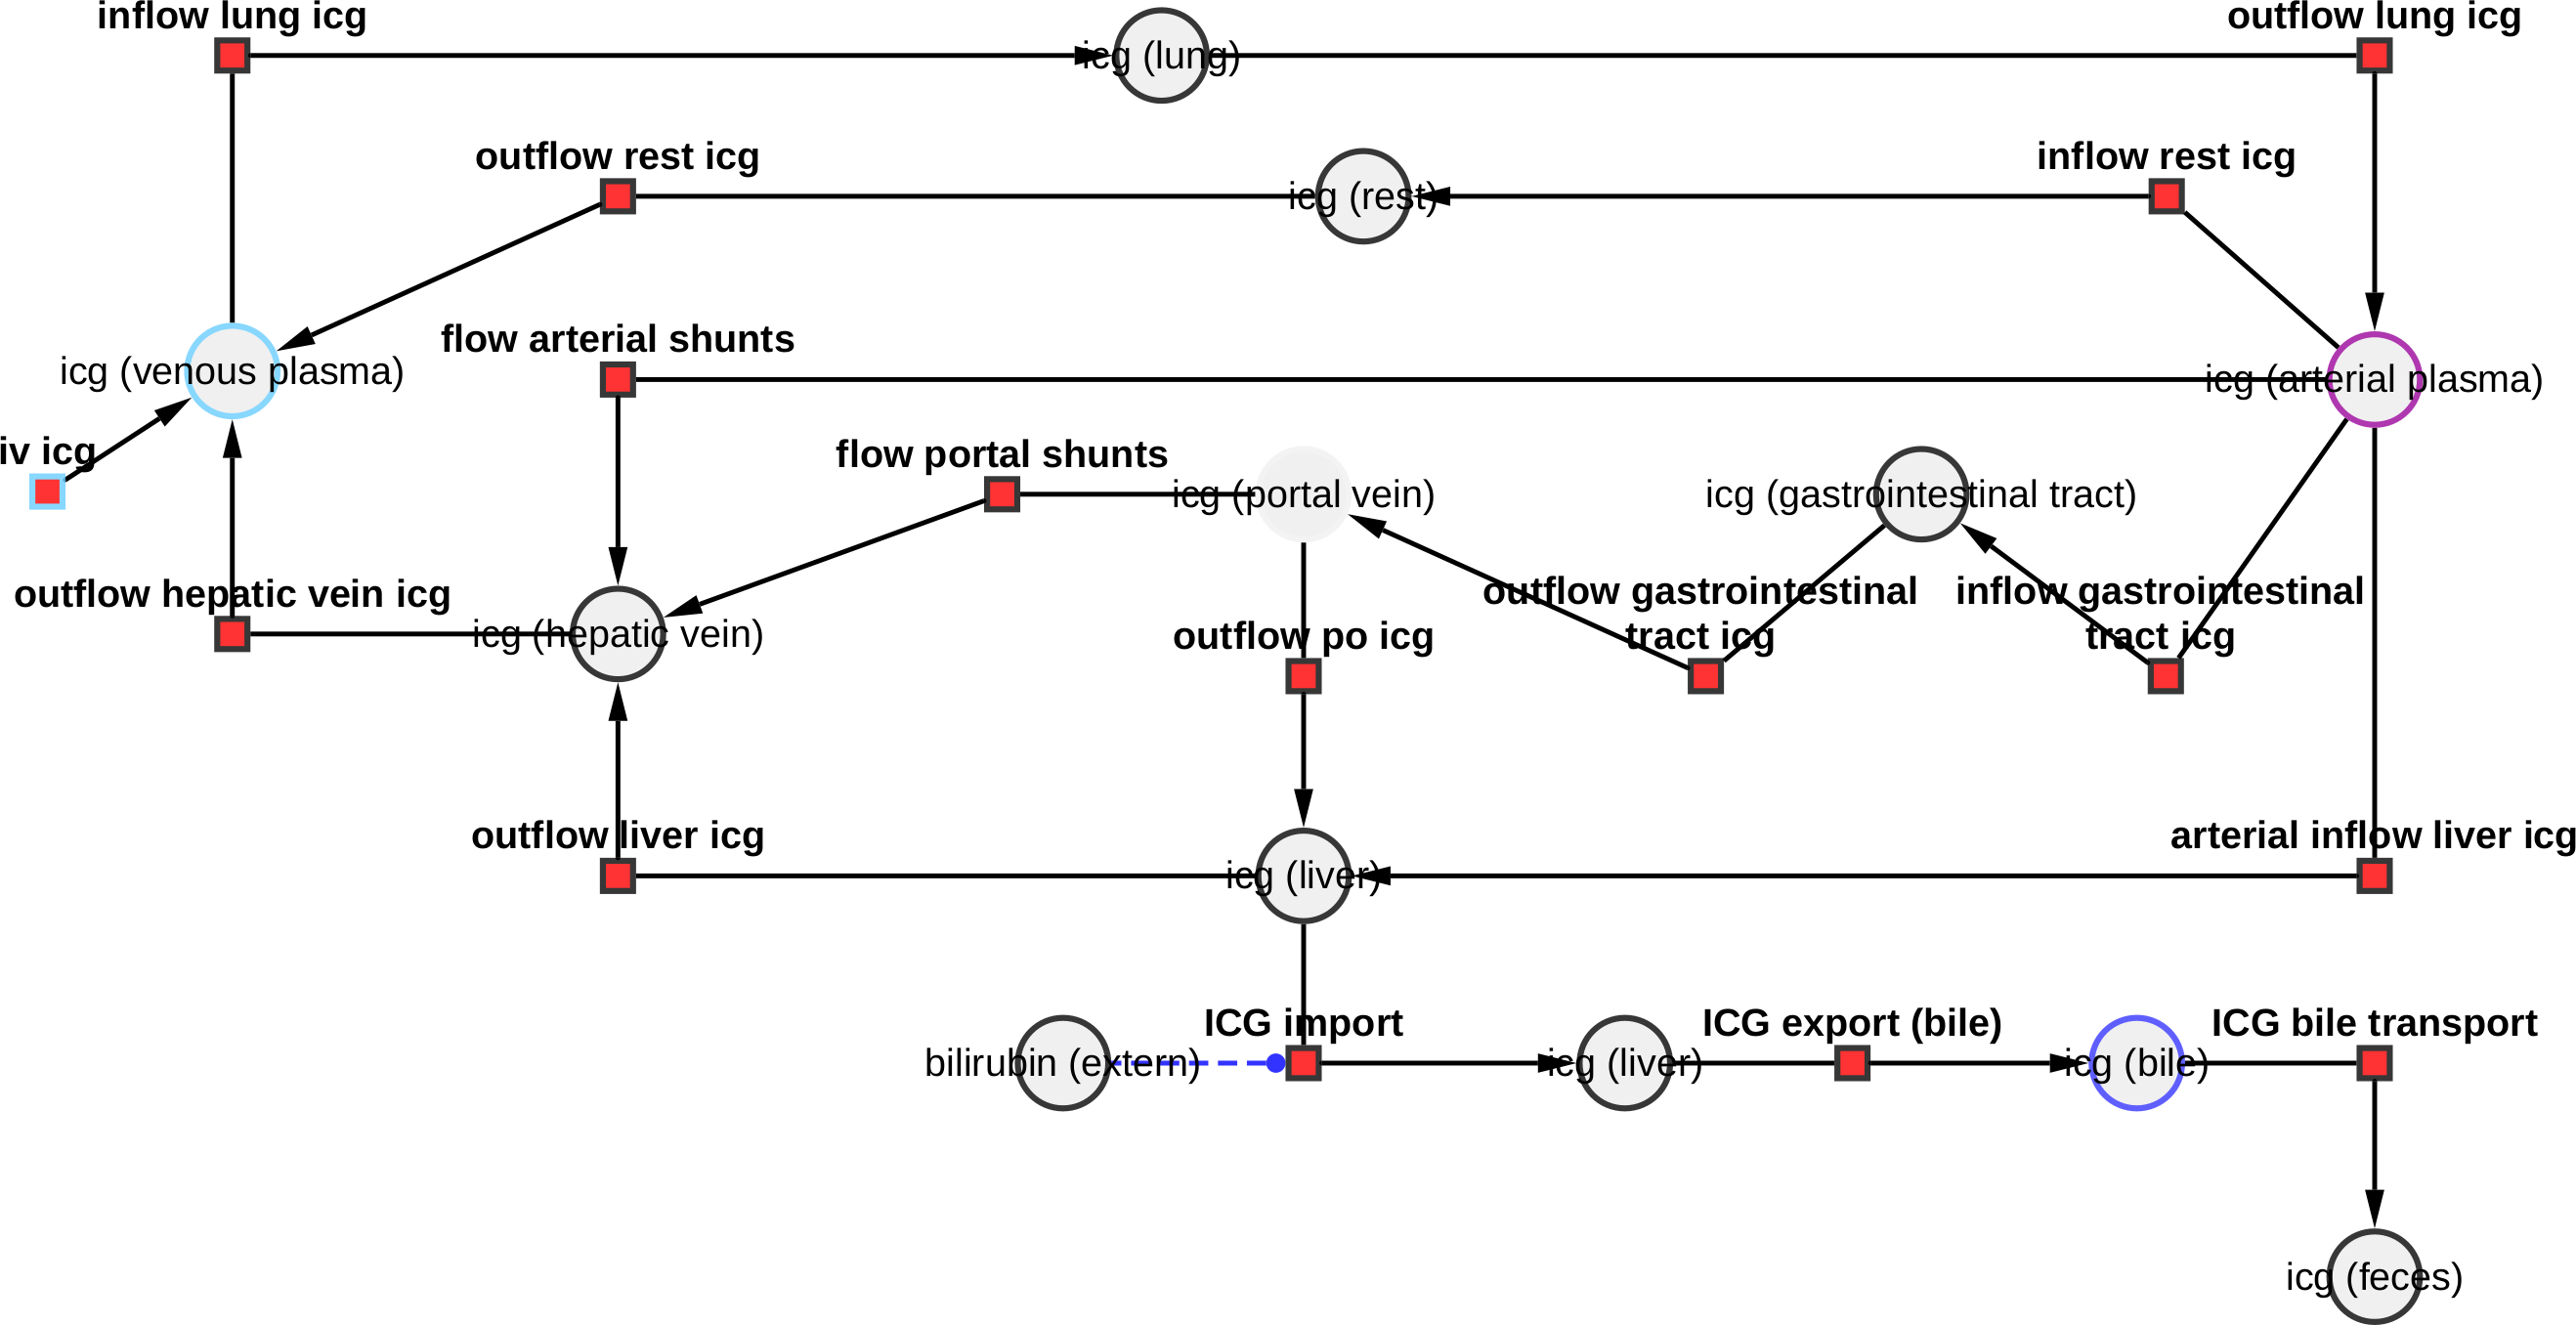 inflow lung icg
icg (lung)
outflow lung icg
outflow rest icg
icg (rest)
inflow rest icg
flow arterial shunts
icg (venous plasma)
icg (arterial plasma)
iv icg
flow portal shunts
icg (portal vein)
icg (gastrointestinal tract)
outflow hepatic vein icg
icg (hepatic vein)
outflow po icg
outflow gastrointestinal
tract icg
inflow gastrointestinal
tract icg
outflow liver icg
icg (liver)
arterial inflow liver icg
bilirubin (extern)
ICG import
icg (liver)
ICG export (bile)
icg (bile)
ICG bile transport
icg (feces)